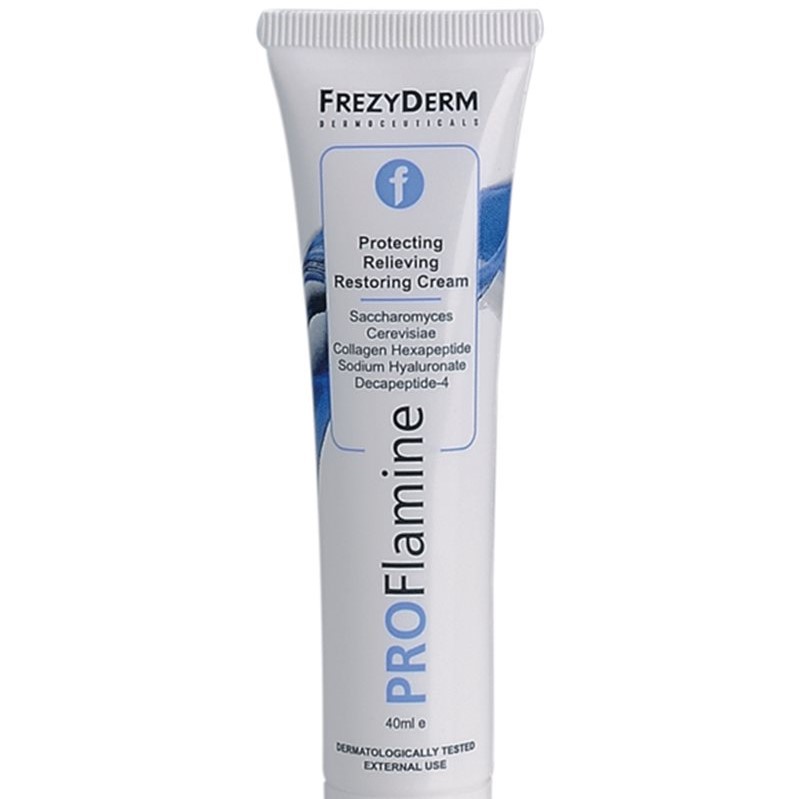 FREZYDERM
DERMOCEUTICALS
f
Protecting
Relieving
Restoring Cream
Saccharomyces
Cerevisiae
Collagen Hexapeptide
Sodium Hyaluronate
Decapeptide-4
PROFlamine
40ml e
DERMATOLOGICALLY TESTED
EXTERNAL USE